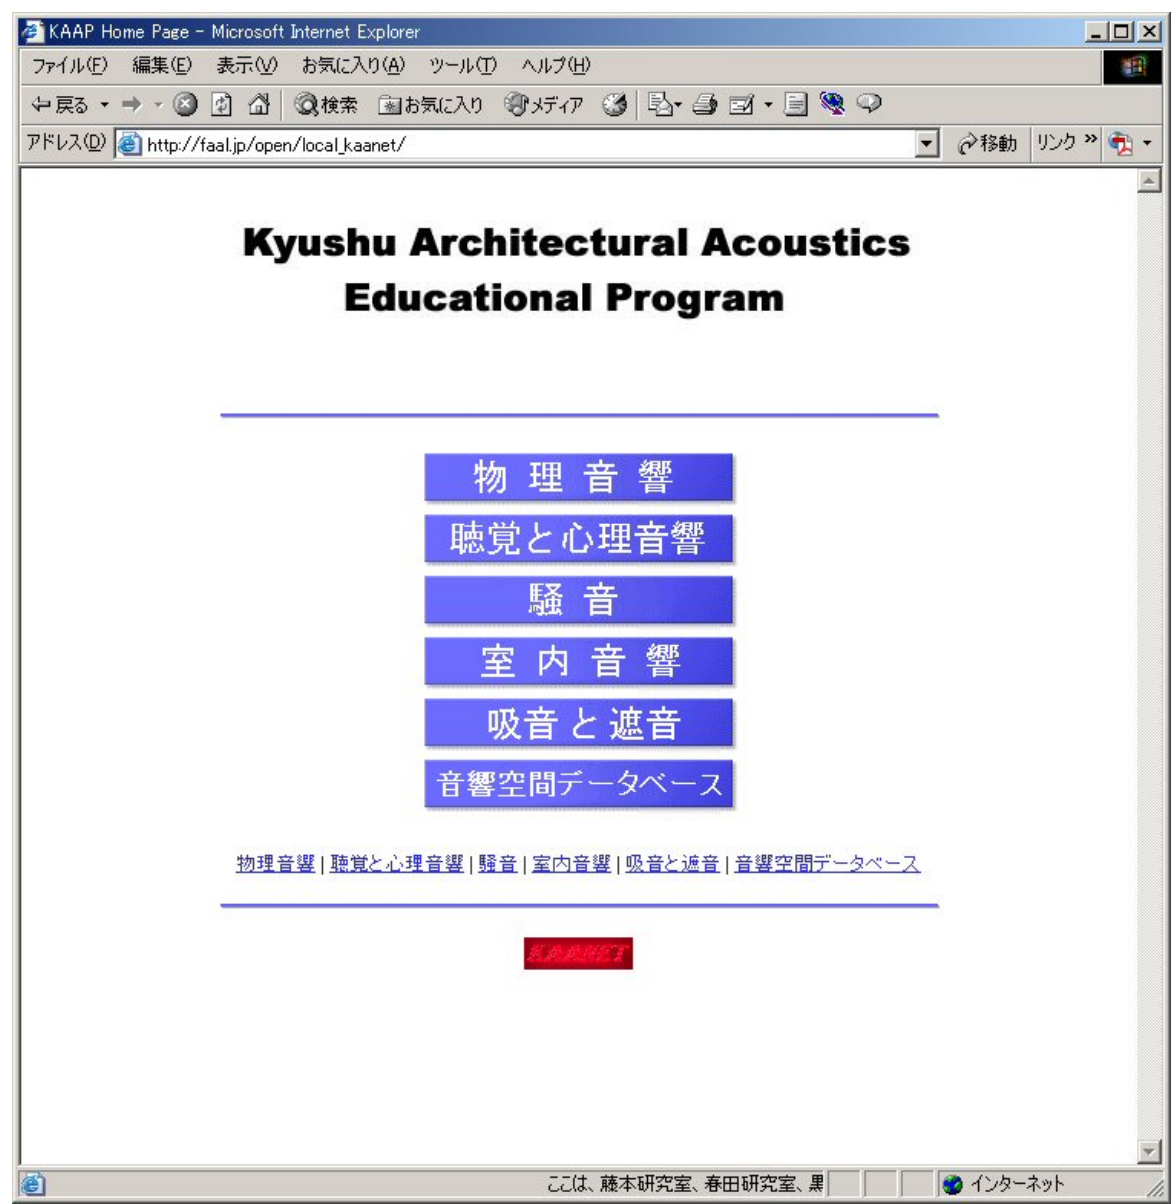 KAAP Home Page - Microsoft Internet Explorer
ファイル(F) 編集(E) 表示(V) お気に入り(A) ツール(T) ヘルプ(H)
戻る 検索 お気に入り メディア
アドレス(D) http://faal.jp/open/local_kaanet/ 移動 リンク »
Kyushu Architectural Acoustics
Educational Program
物理音響
聴覚と心理音響
騒音
室内音響
吸音と遮音
音響空間データベース
物理音響 | 聴覚と心理音響 | 騒音 | 室内音響 | 吸音と遮音 | 音響空間データベース
KAANET
ここは、藤本研究室、春田研究室、黒 インターネット